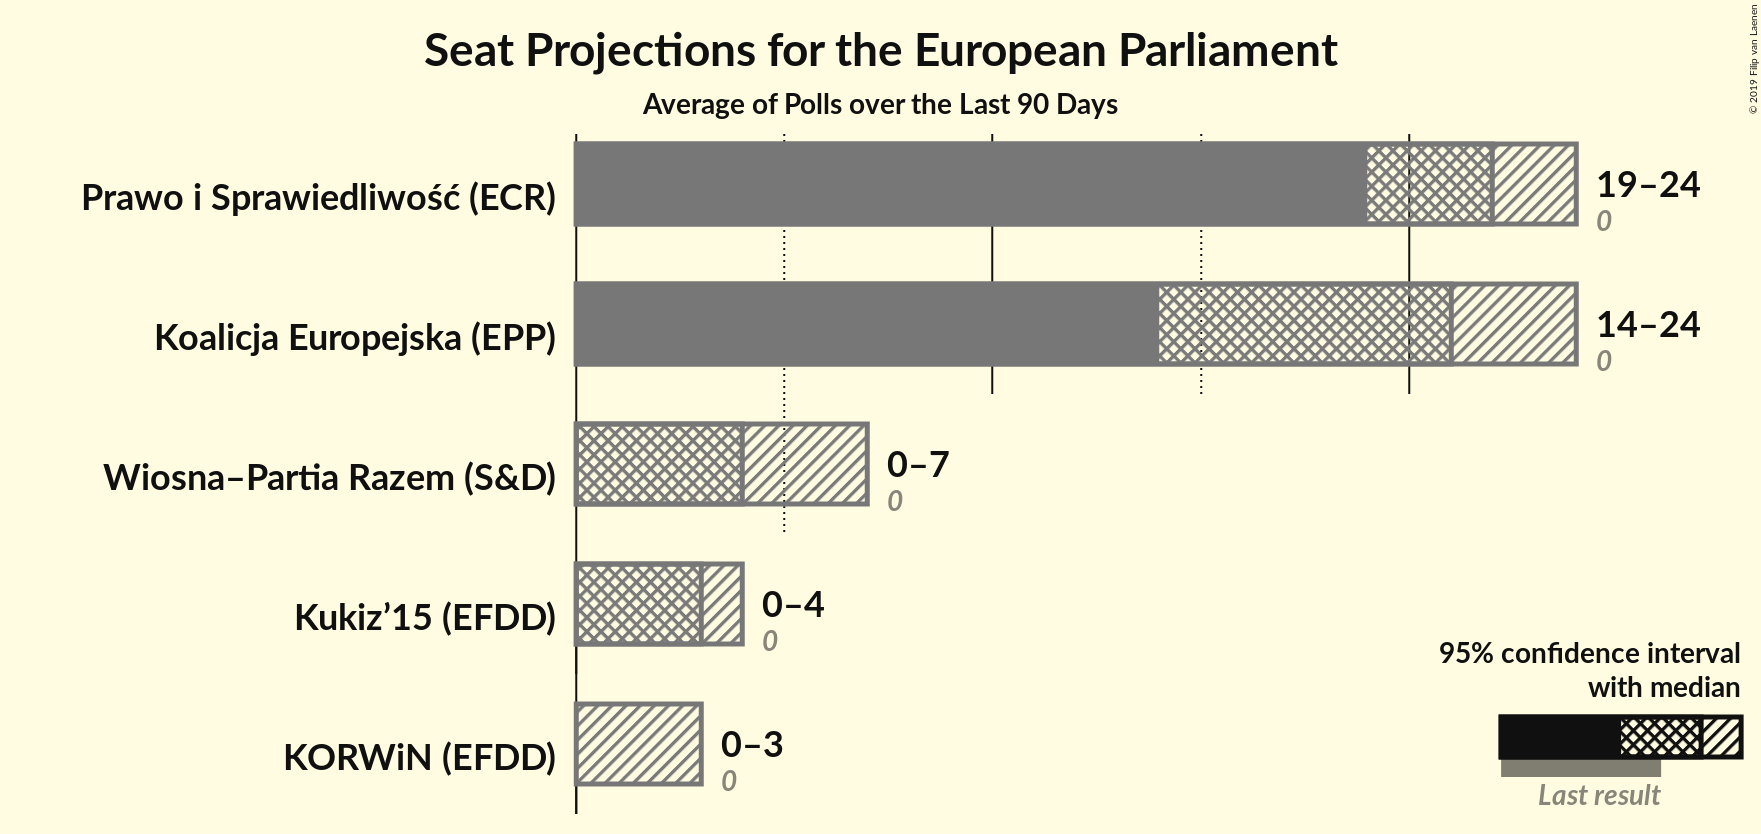 Seat Projections for the European Parliament
Average of Polls over the Last 90 Days
© 2019 Filip van Laenen
Prawo i Sprawiedliwość (ECR)
19–24
0
Koalicja Europejska (EPP)
14–24
0
Wiosna–Partia Razem (S&D)
0–7
0
Kukiz’15 (EFDD)
0–4
0
KORWiN (EFDD)
0–3
0
95% confidence interval
with median
Last result